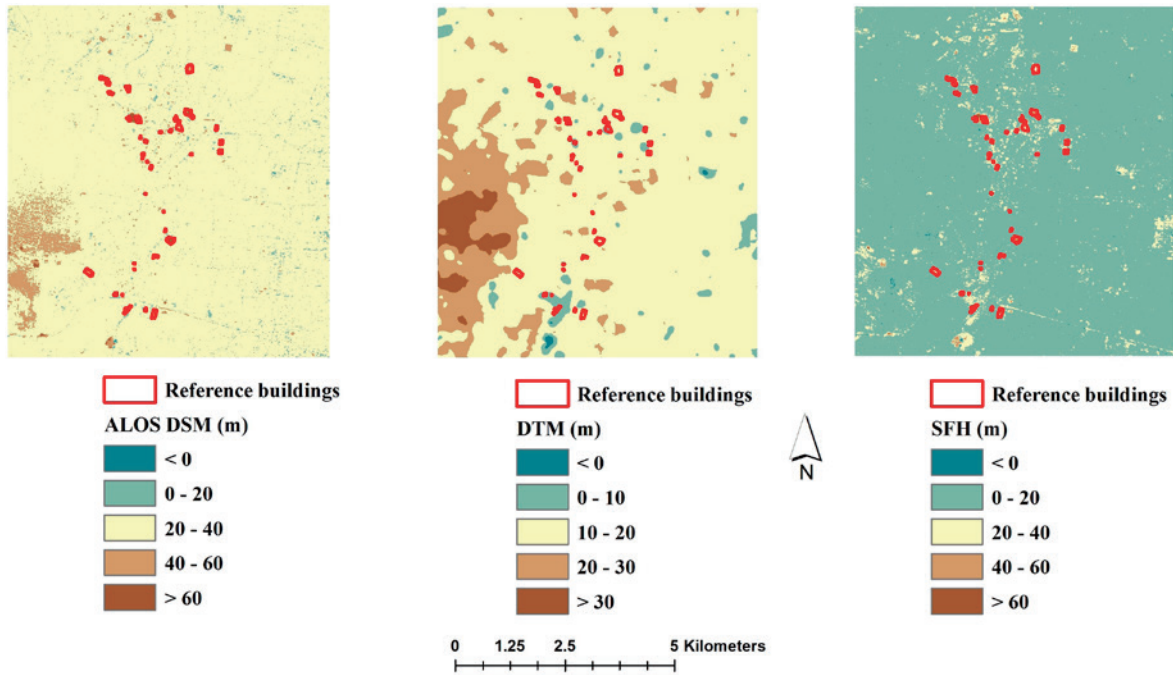 Reference buildings
ALOS DSM (m)
< 0
0 - 20
20 - 40
40 - 60
> 60
Reference buildings
DTM (m)
< 0
0 - 10
10 - 20
20 - 30
> 30
N
Reference buildings
SFH (m)
< 0
0 - 20
20 - 40
40 - 60
> 60
0 1.25 2.5 5 Kilometers